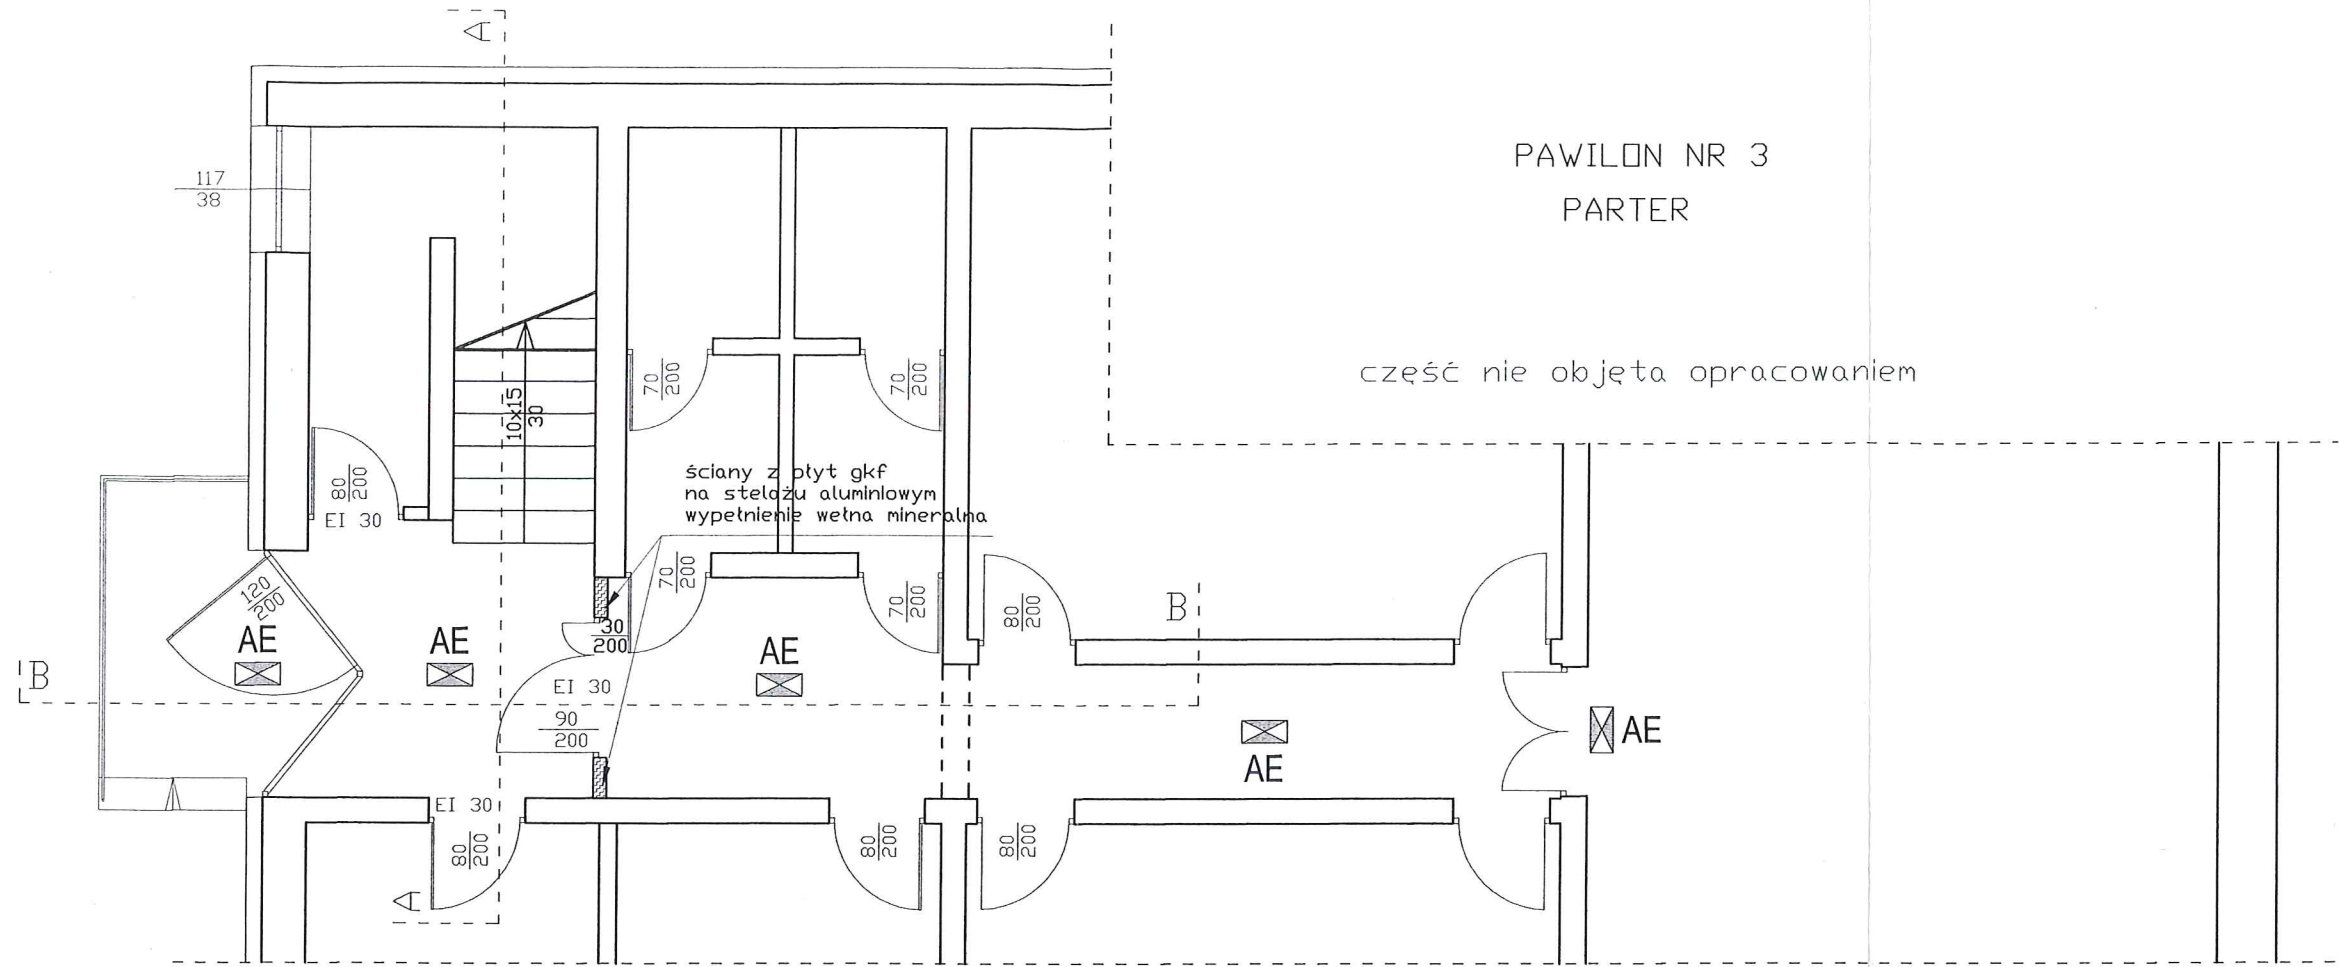 A
PAWILON NR 3
PARTER
117
38
część nie objęta opracowaniem
70
200
70
200
10x15
30
ściany z płyt gkf
na stelażu aluminiowym
wypełnienie wełna mineralna
80
200
EI 30
120
200
70
200
70
200
80
200
B
30
200
AE
AE
AE
B
EI 30
90
200
AE
AE
EI 30
80
200
80
200
80
200
A